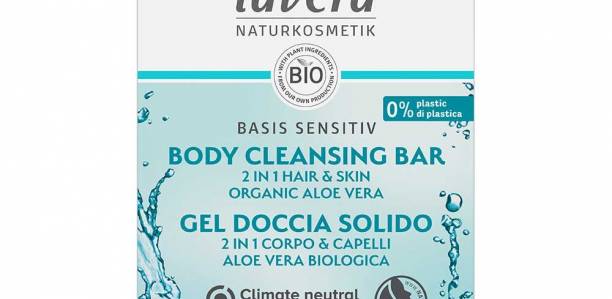 lavera
NATURKOSMETIK
WITH PLANT INGREDIENTS
BIO
FROM OUR OWN PRODUCTION
0% plastic
di plastica
BASIS SENSITIV
BODY CLEANSING BAR
2 IN 1 HAIR & SKIN
ORGANIC ALOE VERA
GEL DOCCIA SOLIDO
2 IN 1 CORPO & CAPELLI
ALOE VERA BIOLOGICA
Climate neutral